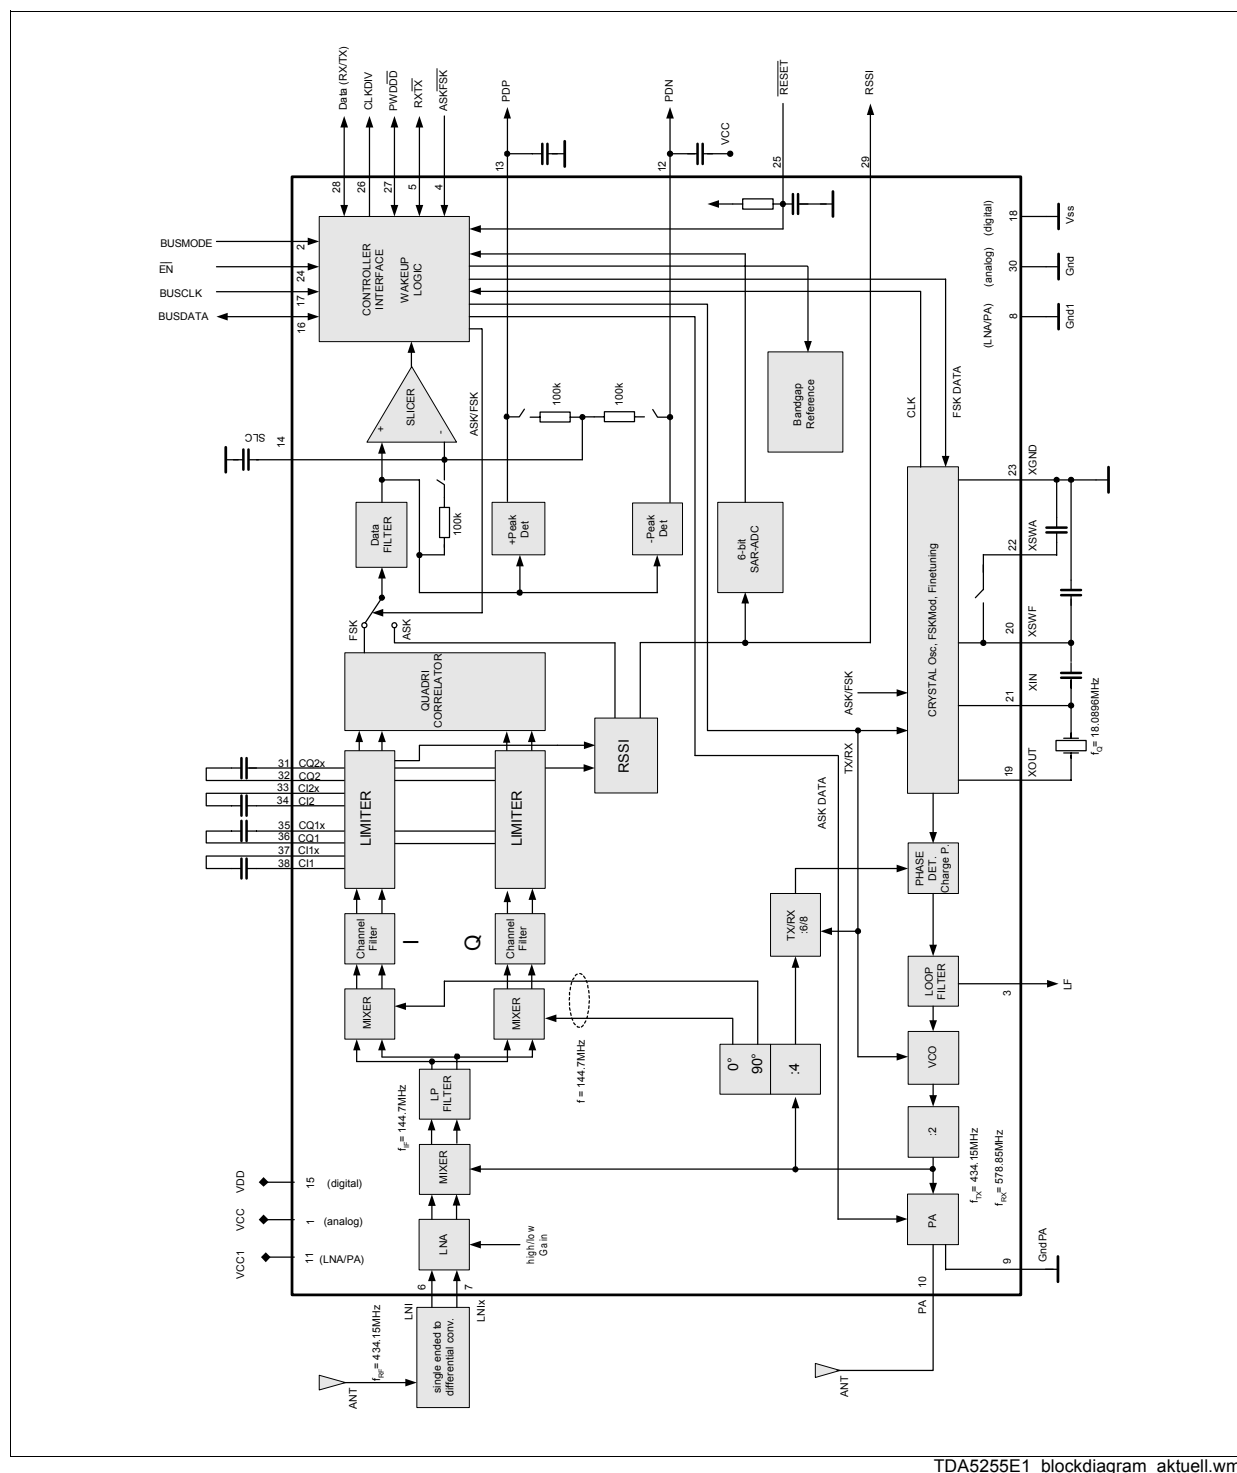 Data (RX/TX)
CLKDIV
PWDDD
RXTX
ASKFSK
PDP
PDN
VCC
RESET
RSSI
28
26
27
5
4
13
12
25
29
BUSMODE
2
EN
24
BUSCLK
17
BUSDATA
16
CONTROLLER
INTERFACE
WAKEUP
LOGIC
18
(digital)
Vss
30
(analog)
Gnd
8
(LNA/PA)
Gnd1
SLC
14
SLICER
+
-
ASK/FSK
100k
100k
Bandgap
Reference
CLK
FSK DATA
Data
FILTER
100k
+Peak
Det
-Peak
Det
6-bit
SAR-ADC
23
XGND
22
XSWA
20
XSWF
21
XIN
19
XOUT
fQ= 18.0896MHz
CRYSTAL Osc, FSKMod, Finetuning
FSK
ASK
QUADRI
CORRELATOR
RSSI
ASK/FSK
TX/RX
ASK DATA
31 CQ2x
32 CQ2
33 CI2x
34 CI2
35 CQ1x
36 CQ1
37 CI1x
38 CI1
LIMITER
LIMITER
PHASE
DET.
Charge P.
TX/RX
:6/8
Channel
Filter
I
Q
Channel
Filter
LOOP
FILTER
3
LF
MIXER
MIXER
f = 144.7MHz
0°
90°
:4
VCO
LP
FILTER
fIF= 144.7MHz
:2
MIXER
fTX= 434.15MHz
fRX= 578.85MHz
VDD
15
(digital)
VCC
1
(analog)
VCC1
11
(LNA/PA)
LNA
high/low
Gain
PA
9
GndPA
6
LNI
7
LNIx
PA
10
fRF= 434.15MHz
single ended to
differential conv.
ANT
ANT
TDA5255E1_blockdiagram_aktuell.wm